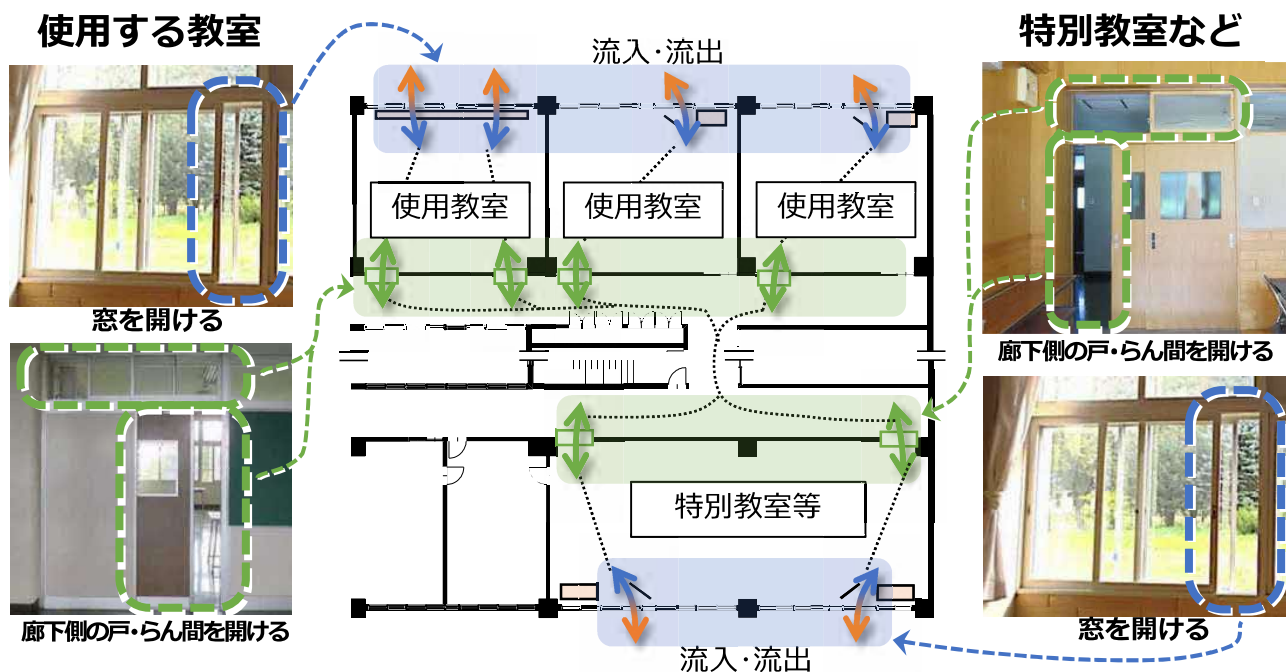 使用する教室
特別教室など
流入・流出
使用教室
使用教室
使用教室
窓を開ける
廊下側の戸・らん間を開ける
特別教室等
廊下側の戸・らん間を開ける
窓を開ける
流入・流出